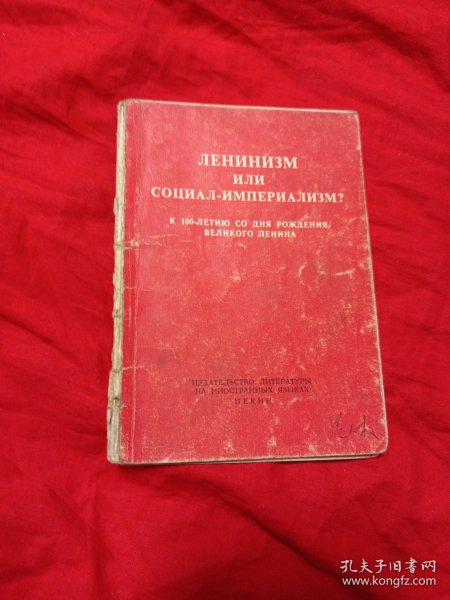 ЛЕНИНИЗМ
ИЛИ
СОЦИАЛ-ИМПЕРИАЛИЗМ?
К 100-ЛЕТИЮ СО ДНЯ РОЖДЕНИЯ
ВЕЛИКОГО ЛЕНИНА
ИЗДАТЕЛЬСТВО ЛИТЕРАТУРЫ
НА ИНОСТРАННЫХ ЯЗЫКАХ
ПЕКИН
孔夫子旧书网
www.kongfz.com